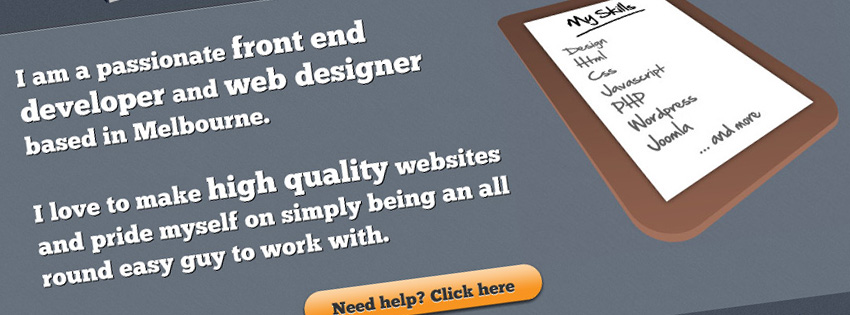 I am a passionate front end
developer and web designer
based in Melbourne.
I love to make high quality websites
and pride myself on simply being an all
round easy guy to work with.
Need help? Click here
My Skills
Design
Html
Css
Javascript
PHP
Wordpress
Joomla
... and more